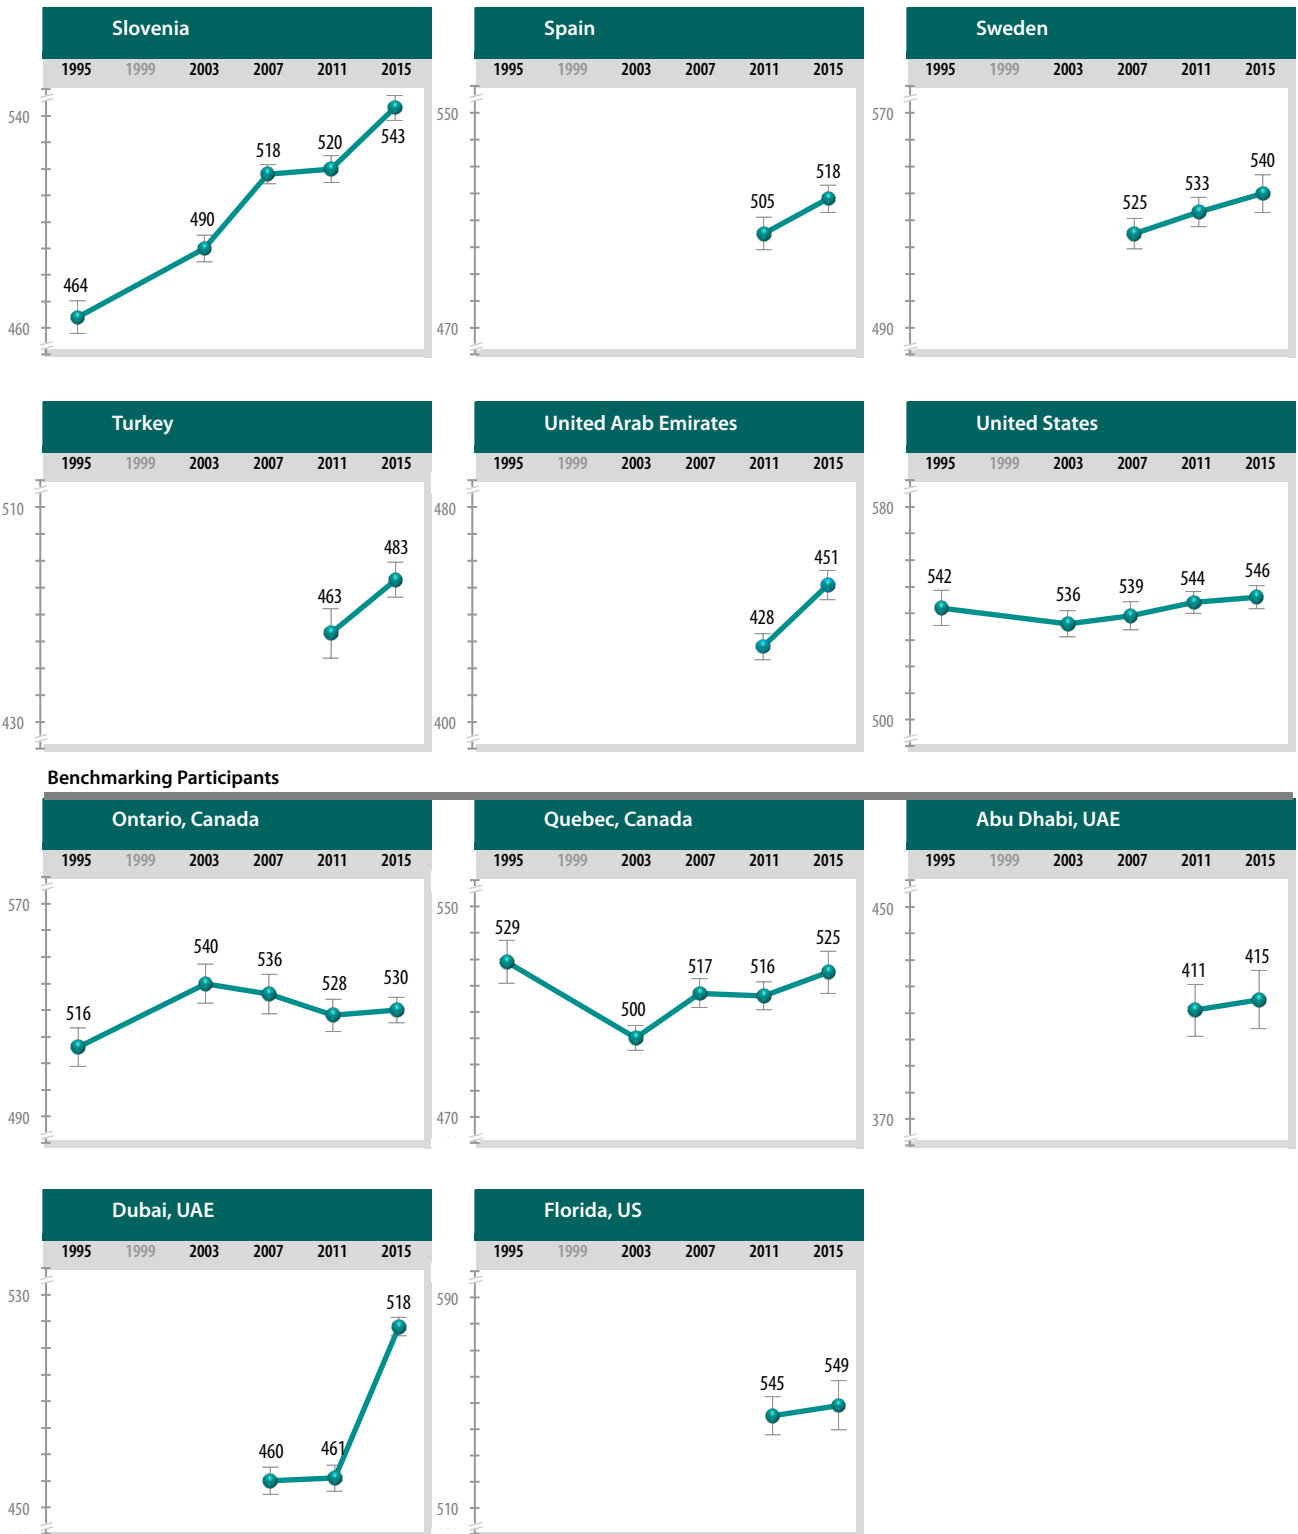 Slovenia
1995 1999 2003 2007 2011 2015
540
460
464
490
518
520
543
Spain
1995 1999 2003 2007 2011 2015
550
470
505
518
Sweden
1995 1999 2003 2007 2011 2015
570
490
525
533
540
Turkey
1995 1999 2003 2007 2011 2015
510
430
463
483
United Arab Emirates
1995 1999 2003 2007 2011 2015
480
400
428
451
United States
1995 1999 2003 2007 2011 2015
580
500
542
536
539
544
546
Benchmarking Participants
Ontario, Canada
1995 1999 2003 2007 2011 2015
570
490
516
540
536
528
530
Quebec, Canada
1995 1999 2003 2007 2011 2015
550
470
529
500
517
516
525
Abu Dhabi, UAE
1995 1999 2003 2007 2011 2015
450
370
411
415
Dubai, UAE
1995 1999 2003 2007 2011 2015
530
450
460
461
518
Florida, US
1995 1999 2003 2007 2011 2015
590
510
545
549